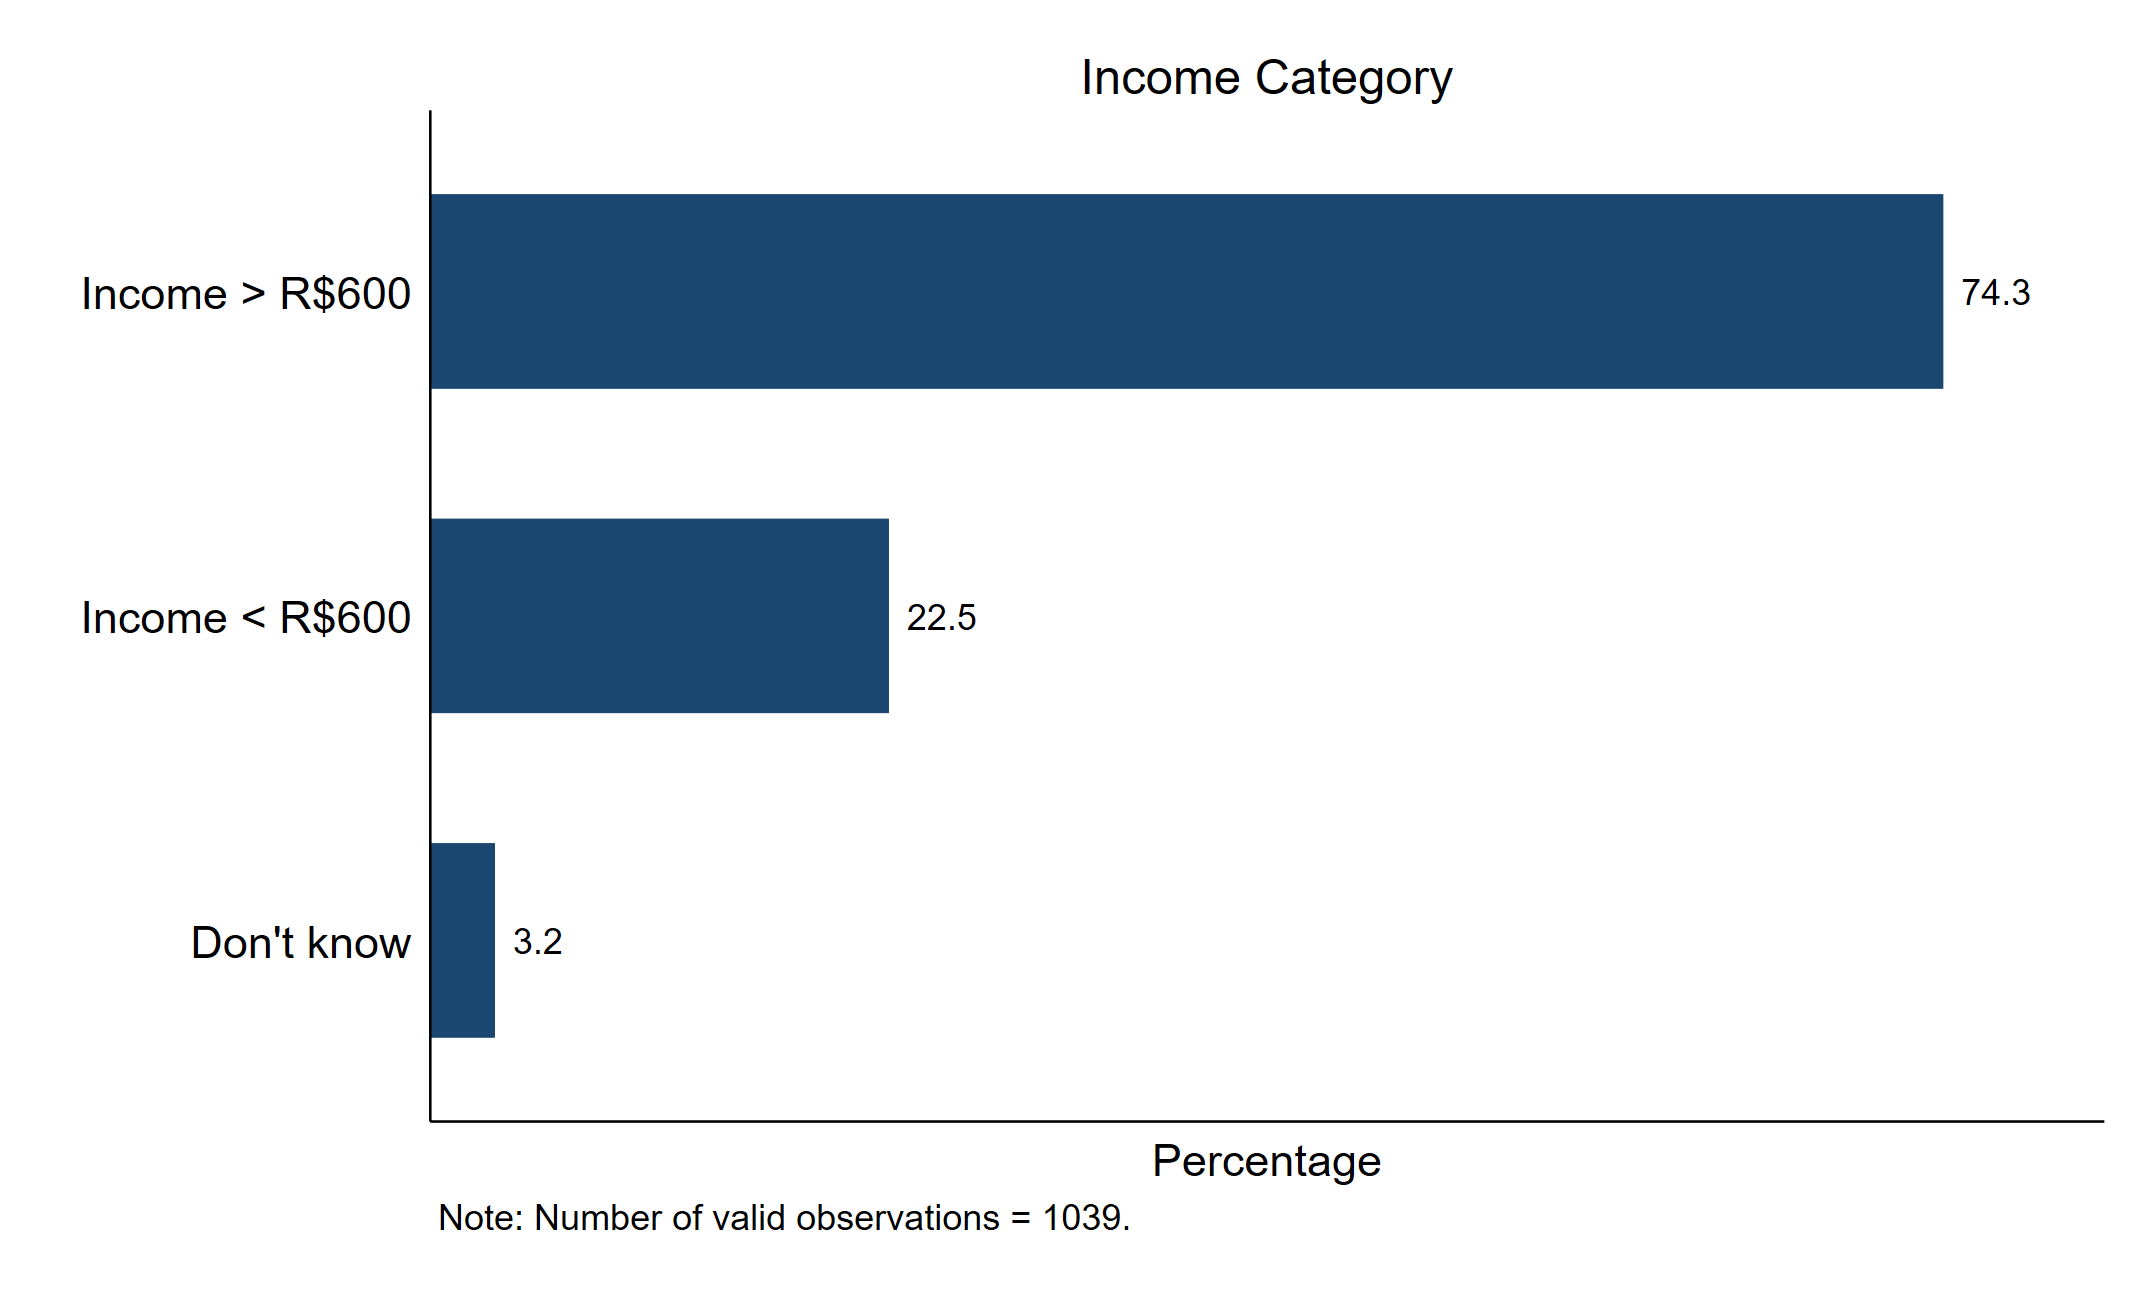 Income Category
Income > R$600
74.3
Income < R$600
22.5
Don't know
3.2
Percentage
Note: Number of valid observations = 1039.